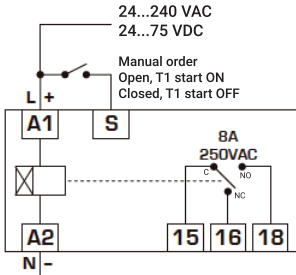 24...240 VAC
24...75 VDC
Manual order
Open, T1 start ON
Closed, T1 start OFF
L +
A1
S
8A
250VAC
C
NO
NC
A2
15
16
18
N -